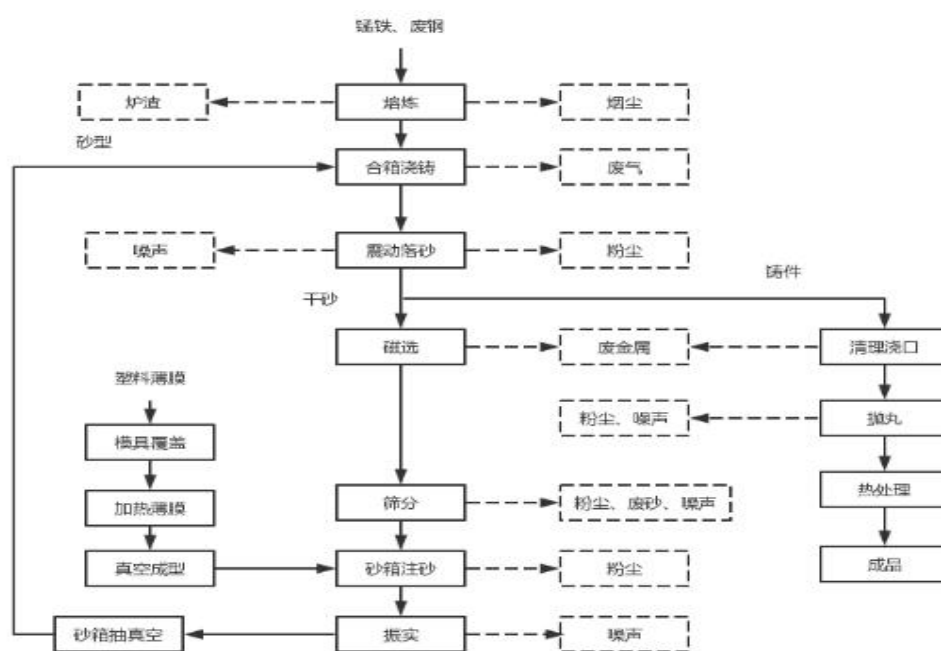 锰铁、废钢
炉渣
熔炼
烟尘
砂型
合箱浇铸
废气
噪声
震动落砂
粉尘
铸件
干砂
磁选
废金属
清理浇口
塑料薄膜
模具覆盖
粉尘、噪声
抛丸
加热薄膜
筛分
粉尘、废砂、噪声
热处理
真空成型
砂箱注砂
粉尘
成品
砂箱抽真空
振实
噪声